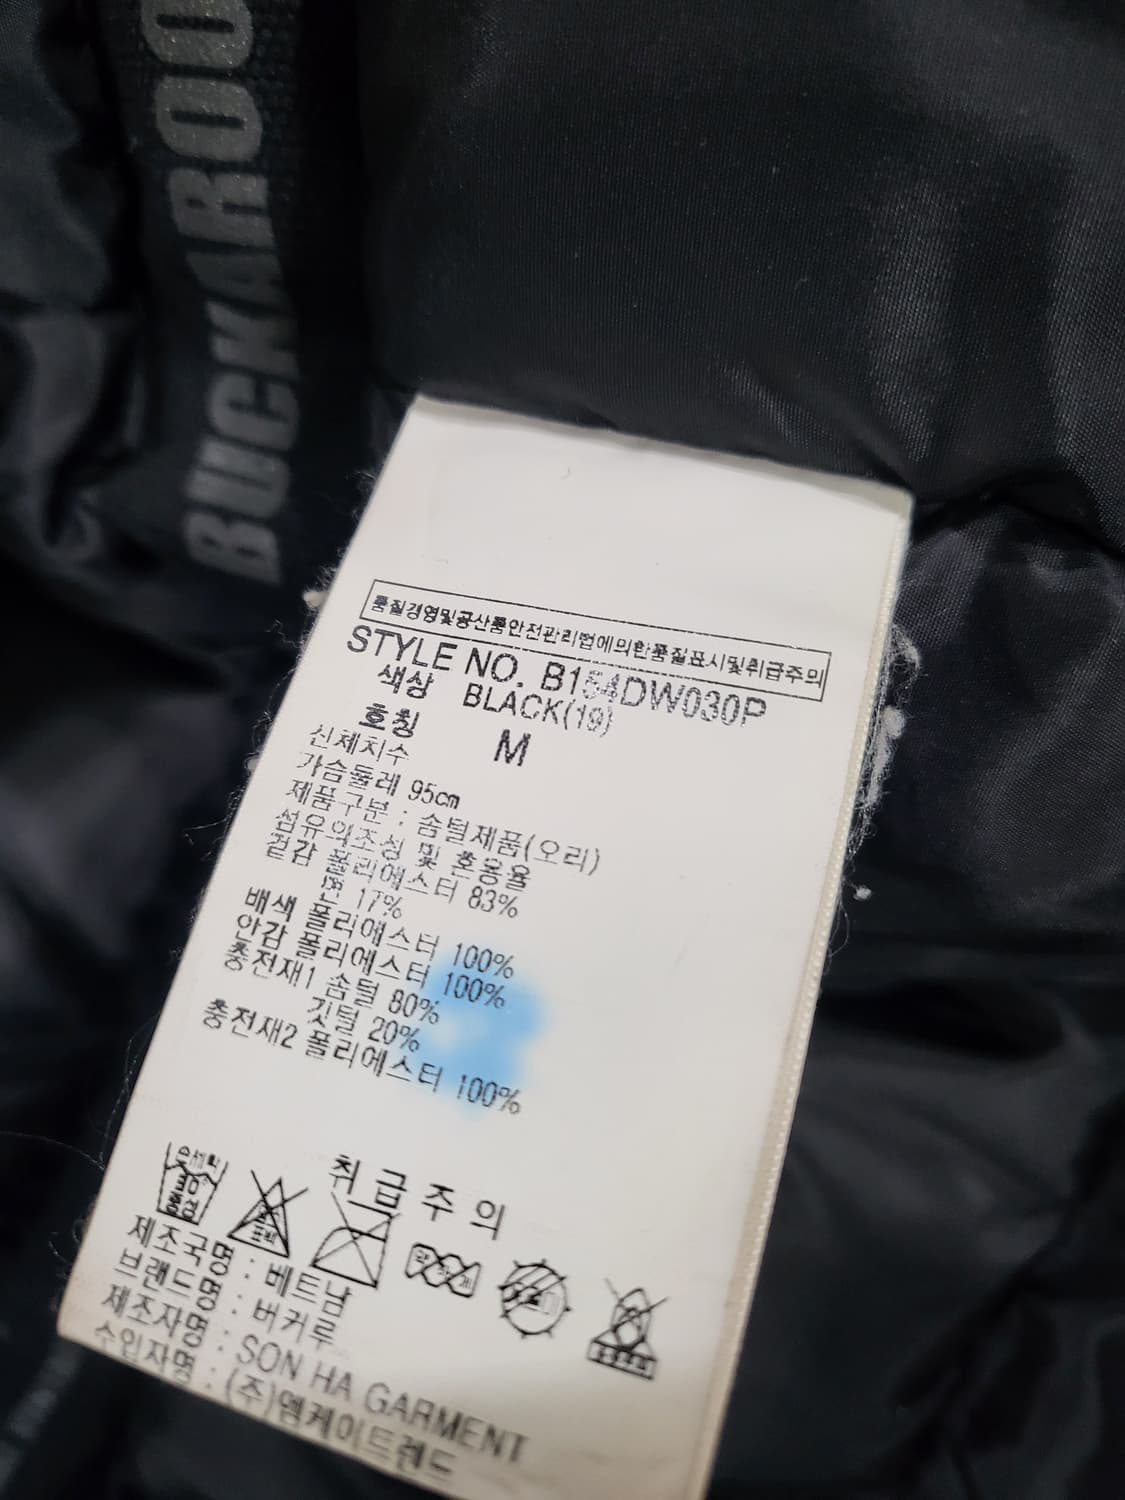 BUCKAROO
품질경영및공산품안전관리법에의한품질표시및취급주의
STYLE NO. B154DW030P
색상 BLACK(19)
호칭 M
신체치수
가슴둘레 95cm
제품구분 : 솜털제품(오리)
섬유의조성 및 혼용율
겉감 폴리에스터 83%
면 17%
배색 폴리에스터 100%
안감 폴리에스터 100%
충전재1 솜털 80%
깃털 20%
충전재2 폴리에스터 100%
취급주의
손세탁
중성
제조국명 : 베트남
브랜드명 : 버커루
제조자명 : SON HA GARMENT
수입자명 : (주)엠케이트렌드